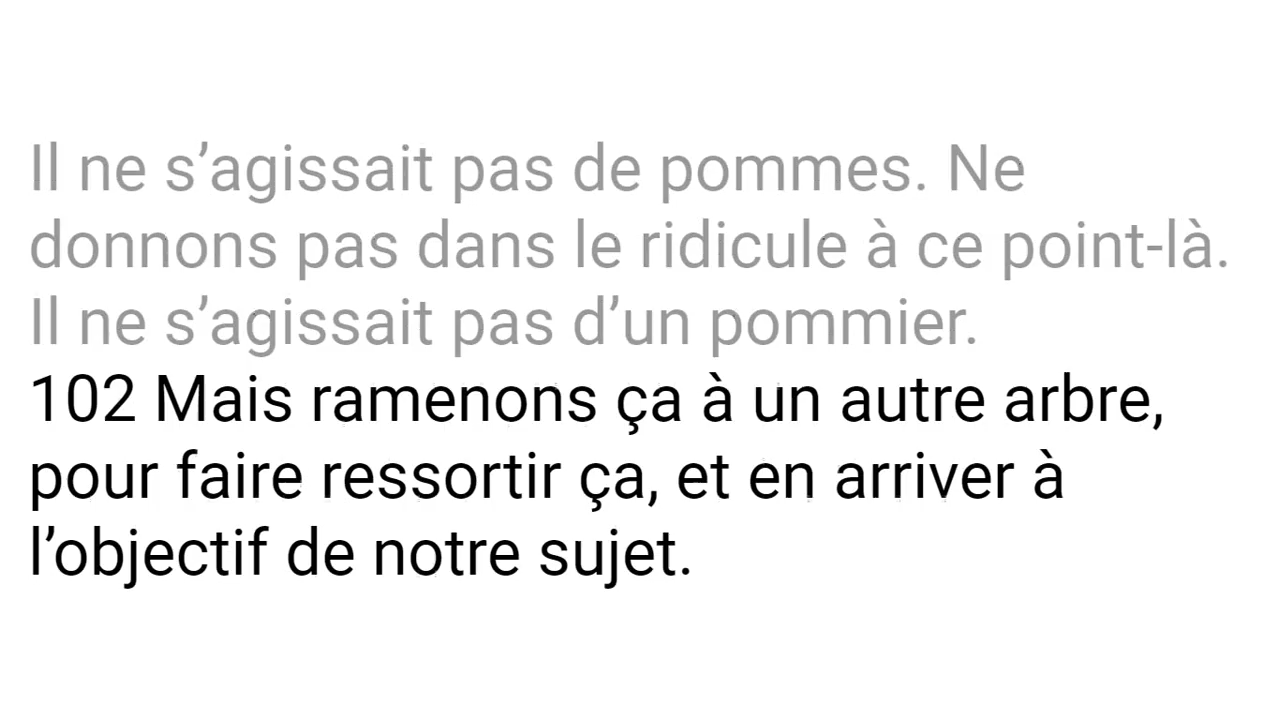 Il ne s’agissait pas de pommes. Ne
donnons pas dans le ridicule à ce point-là.
Il ne s’agissait pas d’un pommier.
102 Mais ramenons ça à un autre arbre,
pour faire ressortir ça, et en arriver à
l’objectif de notre sujet.